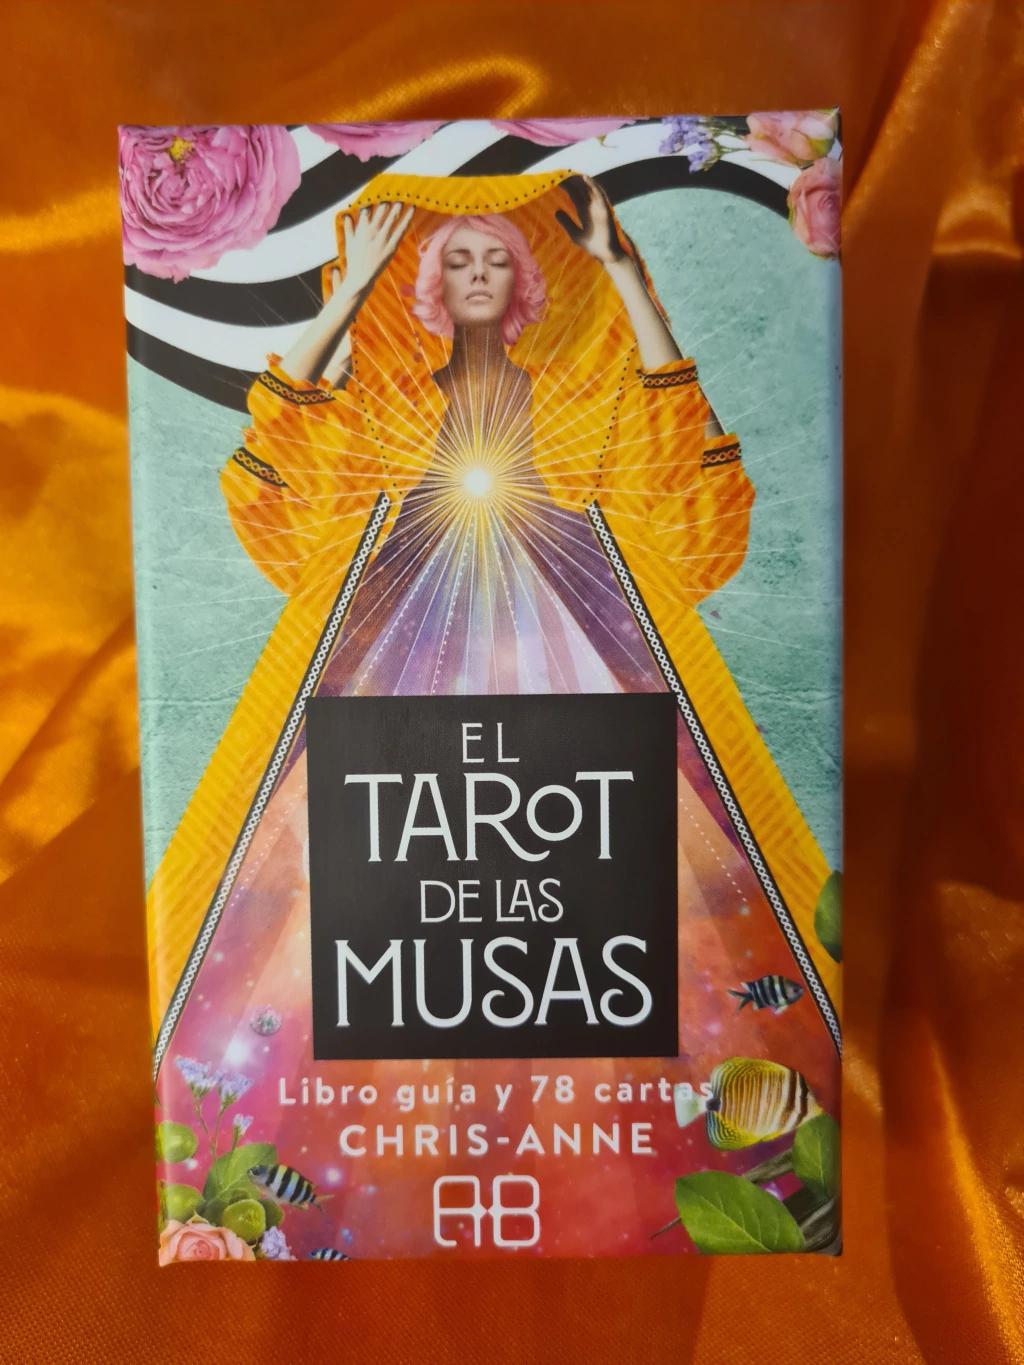 EL
TAROT
DE LAS
MUSAS
Libro guía y 78 cartas
CHRIS-ANNE
AB